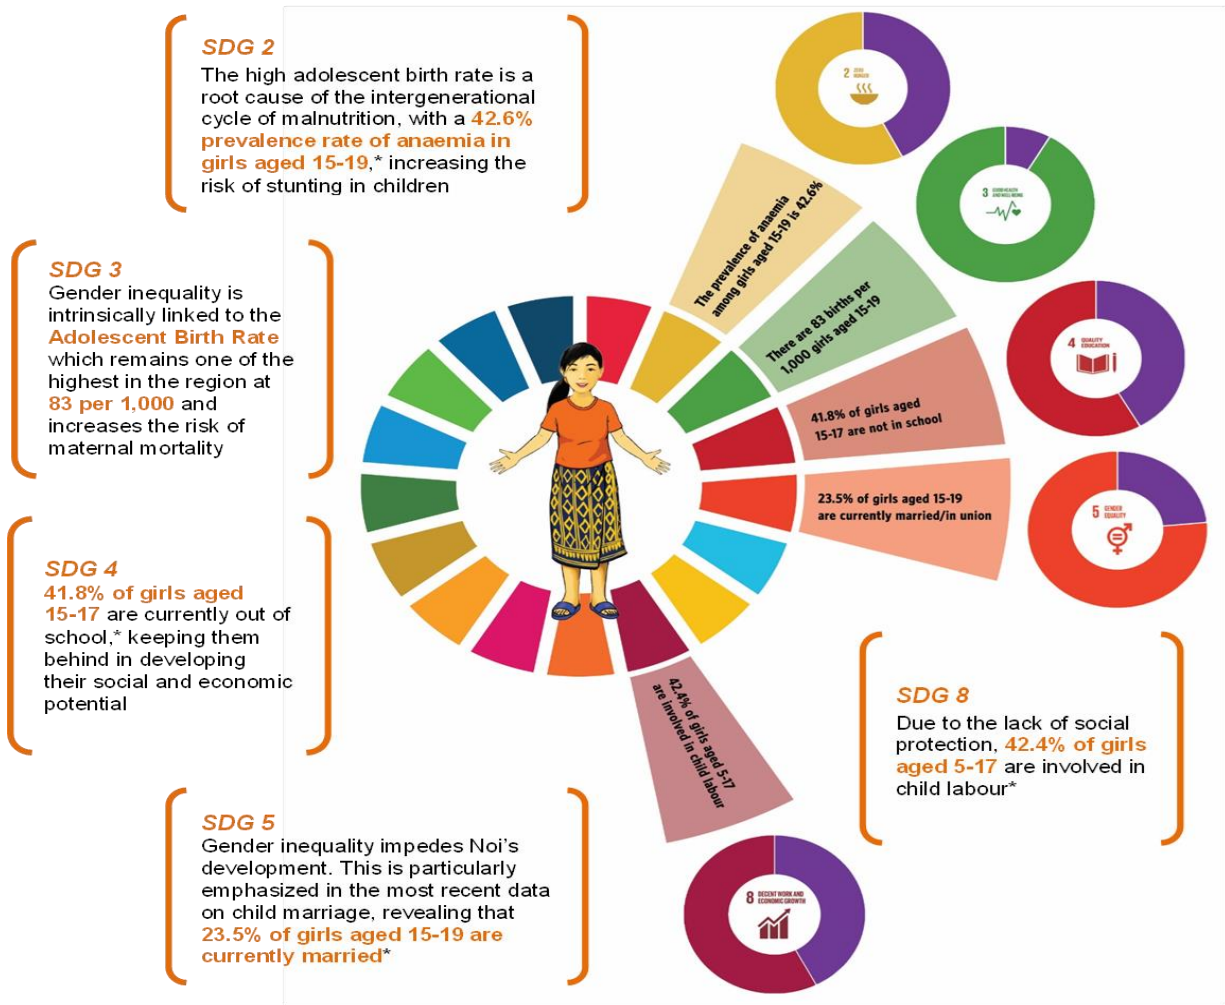 SDG 2
The high adolescent birth rate is a
root cause of the intergenerational
cycle of malnutrition, with a 42.6%
prevalence rate of anaemia in
girls aged 15-19,* increasing the
risk of stunting in children
SDG 3
Gender inequality is
intrinsically linked to the
Adolescent Birth Rate
which remains one of the
highest in the region at
83 per 1,000 and
increases the risk of
maternal mortality
SDG 4
41.8% of girls aged
15-17 are currently out of
school,* keeping them
behind in developing
their social and economic
potential
SDG 5
Gender inequality impedes Noi's
development. This is particularly
emphasized in the most recent data
on child marriage, revealing that
23.5% of girls aged 15-19 are
currently married*
The prevalence of anaemia
among girls aged 15-19 is 42.6%
There are 83 births per
1,000 girls aged 15-19
41.8% of girls aged
15-17 are not in school
23.5% of girls aged 15-19
are currently married/in union
42.4% of girls aged 5-17
are involved in child labour
2 ZERO
HUNGER
3 GOOD HEALTH
AND WELL-BEING
4 QUALITY
EDUCATION
5 GENDER
EQUALITY
8 DECENT WORK AND
ECONOMIC GROWTH
SDG 8
Due to the lack of social
protection, 42.4% of girls
aged 5-17 are involved in
child labour*